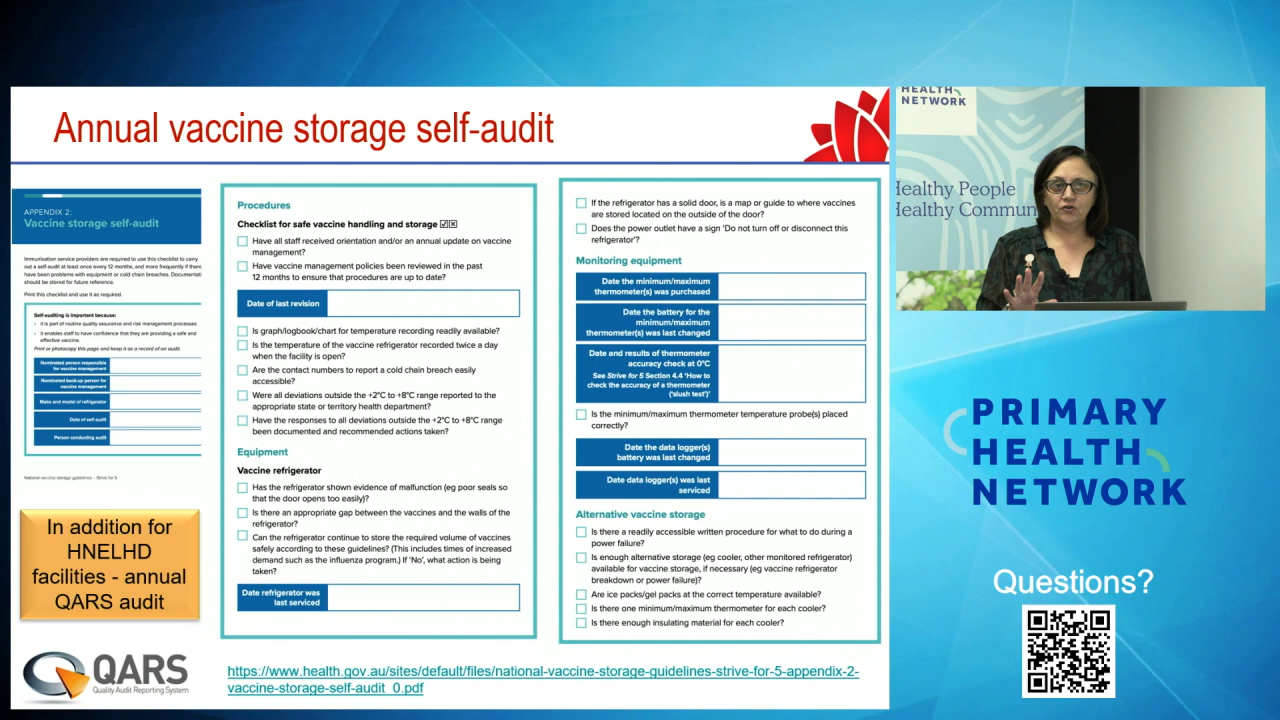 Annual vaccine storage self-audit
APPENDIX 2:
Vaccine storage self-audit
Immunisation service providers are required to use this checklist to carry
out a self-audit at least once every 12 months, and more frequently if there
have been problems with equipment or cold chain breaches.
should be stored for future reference.
Print this checklist and use it as required.
Self-auditing is important because:
• it is part of routine quality assurance and risk management processes
• it enables staff to have confidence that they are providing a safe and
effective vaccine.
Print or photocopy this page and keep it as a record of an audit.
Nominated person responsible
for vaccine management
Nominated back-up person for
vaccine management
Make and model of refrigerator
Date of self-audit
Person conducting audit
National vaccine storage guidelines – Strive for 5
In addition for
HNELHD
facilities - annual
QARS audit
QARS
Quality Audit Reporting System
Procedures
Checklist for safe vaccine handling and storage ☑☒
Have all staff received orientation and/or an annual update on vaccine
management?
Have vaccine management policies been reviewed in the past
12 months to ensure that procedures are up to date?
Date of last revision
Is graph/logbook/chart for temperature recording readily available?
Is the temperature of the vaccine refrigerator recorded twice a day
when the facility is open?
Are the contact numbers to report a cold chain breach easily
accessible?
Were all deviations outside the +2°C to +8°C range reported to the
appropriate state or territory health department?
Have the responses to all deviations outside the +2°C to +8°C range
been documented and recommended actions taken?
Equipment
Vaccine refrigerator
Has the refrigerator shown evidence of malfunction (eg poor seals so
that the door opens too easily)?
Is there an appropriate gap between the vaccines and the walls of the
refrigerator?
Can the refrigerator continue to store the required volume of vaccines
safely according to these guidelines? (This includes times of increased
demand such as the influenza program.) If 'No', what action is being
taken?
Date refrigerator was
last serviced
If the refrigerator has a solid door, is a map or guide to where vaccines
are stored located on the outside of the door?
Does the power outlet have a sign 'Do not turn off or disconnect this
refrigerator'?
Monitoring equipment
Date the minimum/maximum
thermometer(s) was purchased
Date the battery for the
minimum/maximum
thermometer(s) was last changed
Date and results of thermometer
accuracy check at 0°C
See Strive for 5 Section 4.4 'How to
check the accuracy of a thermometer
('slush test')'
Is the minimum/maximum thermometer temperature probe(s) placed
correctly?
Date the data logger(s)
battery was last changed
Date data logger(s) was last
serviced
Alternative vaccine storage
Is there a readily accessible written procedure for what to do during a
power failure?
Is enough alternative storage (eg cooler, other monitored refrigerator)
available for vaccine storage, if necessary (eg vaccine refrigerator
breakdown or power failure)?
Are ice packs/gel packs at the correct temperature available?
Is there one minimum/maximum thermometer for each cooler?
Is there enough insulating material for each cooler?
https://www.health.gov.au/sites/default/files/national-vaccine-storage-guidelines-strive-for-5-appendix-2-
vaccine-storage-self-audit_0.pdf
HEALTH
NETWORK
Healthy People
Healthy Commun
PRIMARY
HEALTH
NETWORK
Questions?